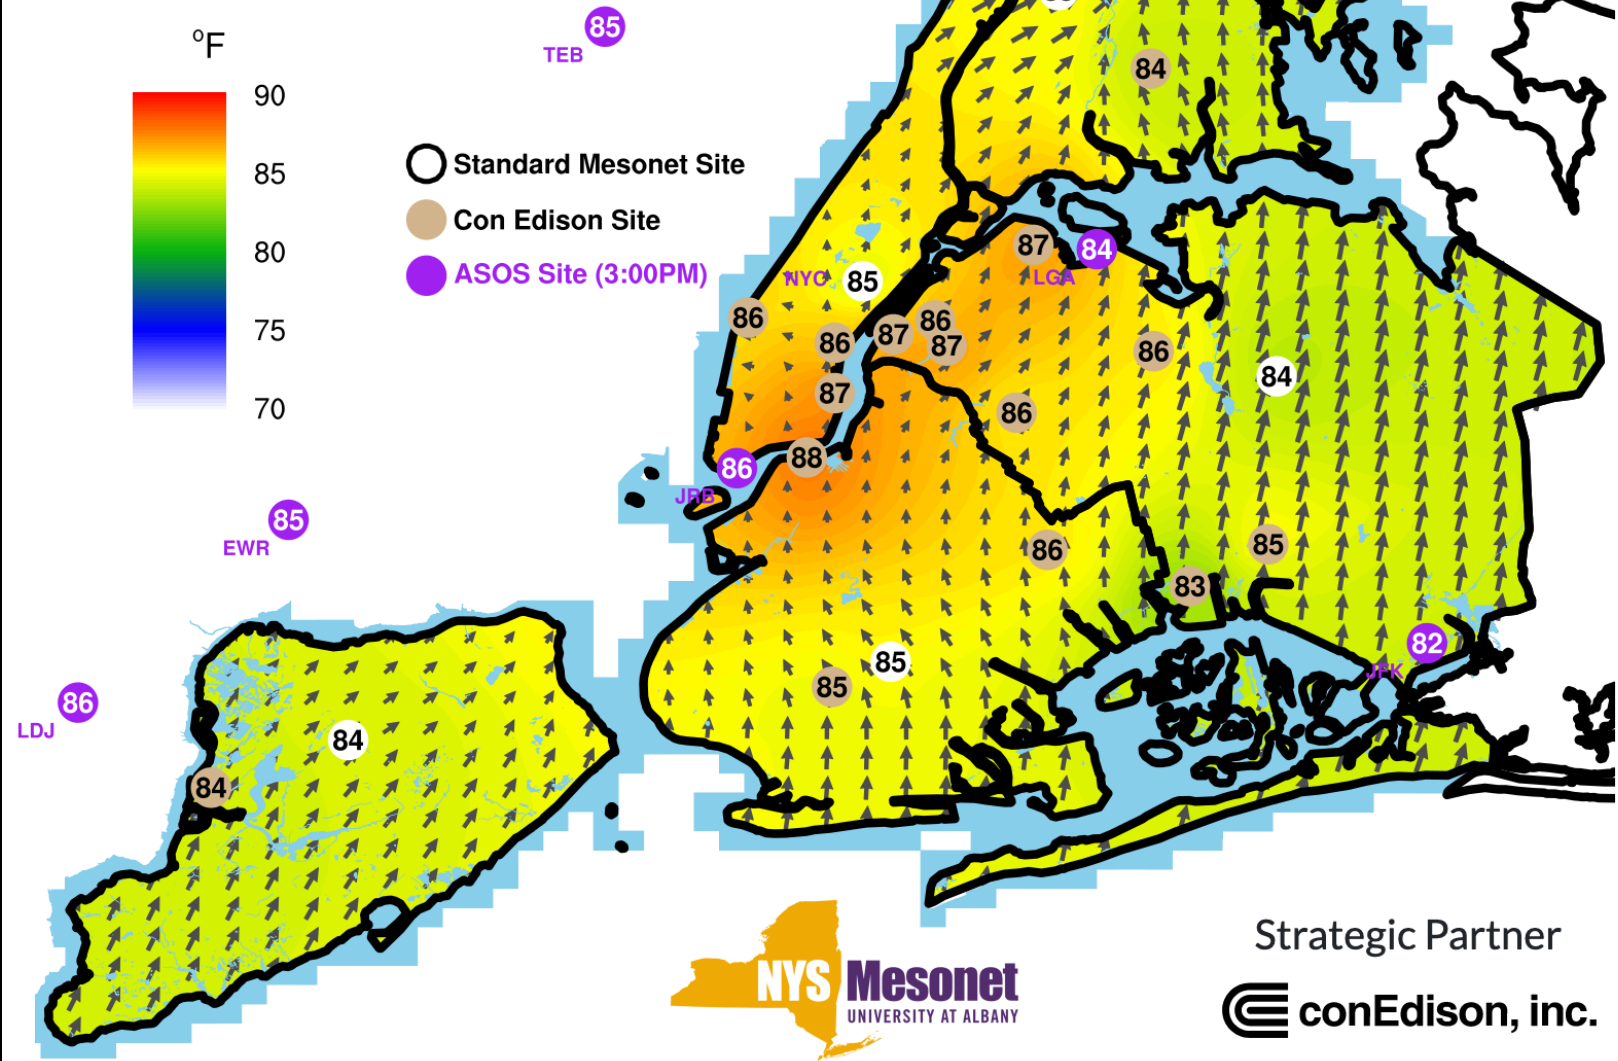 °F
90
85
80
75
70
Standard Mesonet Site
Con Edison Site
ASOS Site (3:00PM)
85
TEB
84
87
84
LGA
NYC
85
86
86
87
86
87
86
84
87
86
88
86
JRB
85
EWR
86
85
83
82
JFK
85
85
86
LDJ
84
84
NYS Mesonet
UNIVERSITY AT ALBANY
Strategic Partner
conEdison, inc.